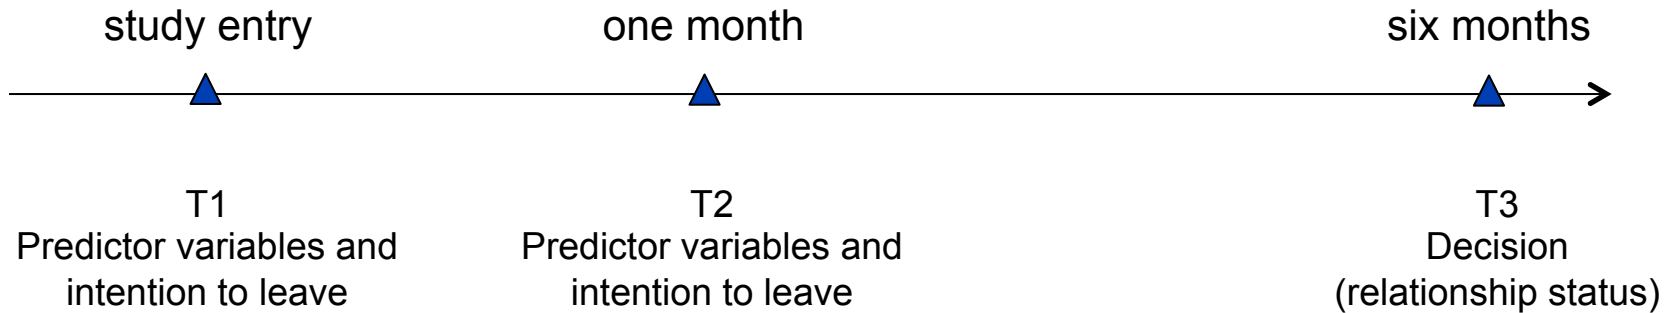 study entry
one month
six months
T1
Predictor variables and
intention to leave
T2
Predictor variables and
intention to leave
T3
Decision
(relationship status)